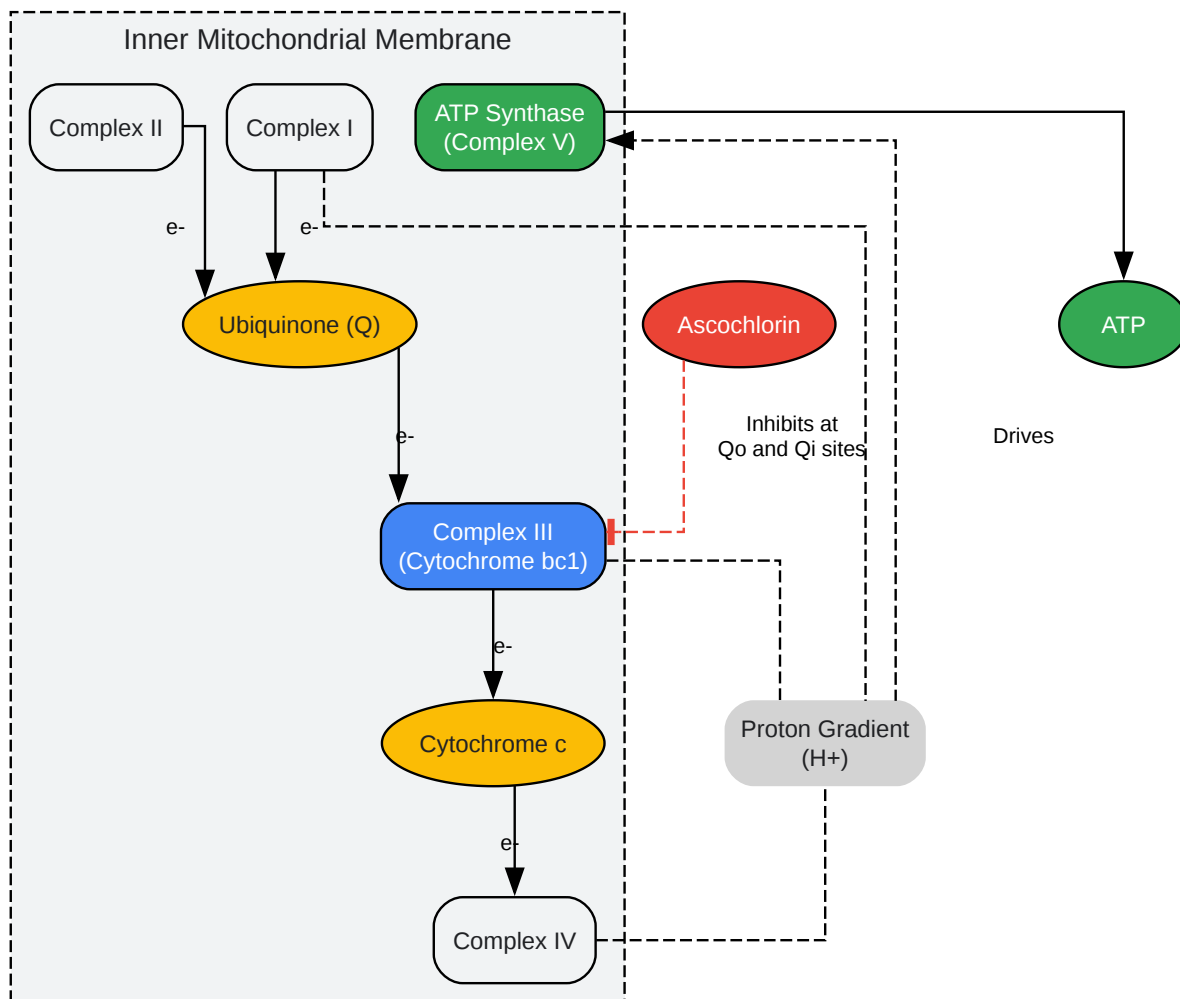 Inner Mitochondrial Membrane
Complex II
Complex I
ATP Synthase
(Complex V)
e-
e-
Ubiquinone (Q)
Ascochlorin
ATP
e-
Inhibits at
Qo and Qi sites
Drives
Complex III
(Cytochrome bc1)
e-
Cytochrome c
Proton Gradient
(H+)
e-
Complex IV